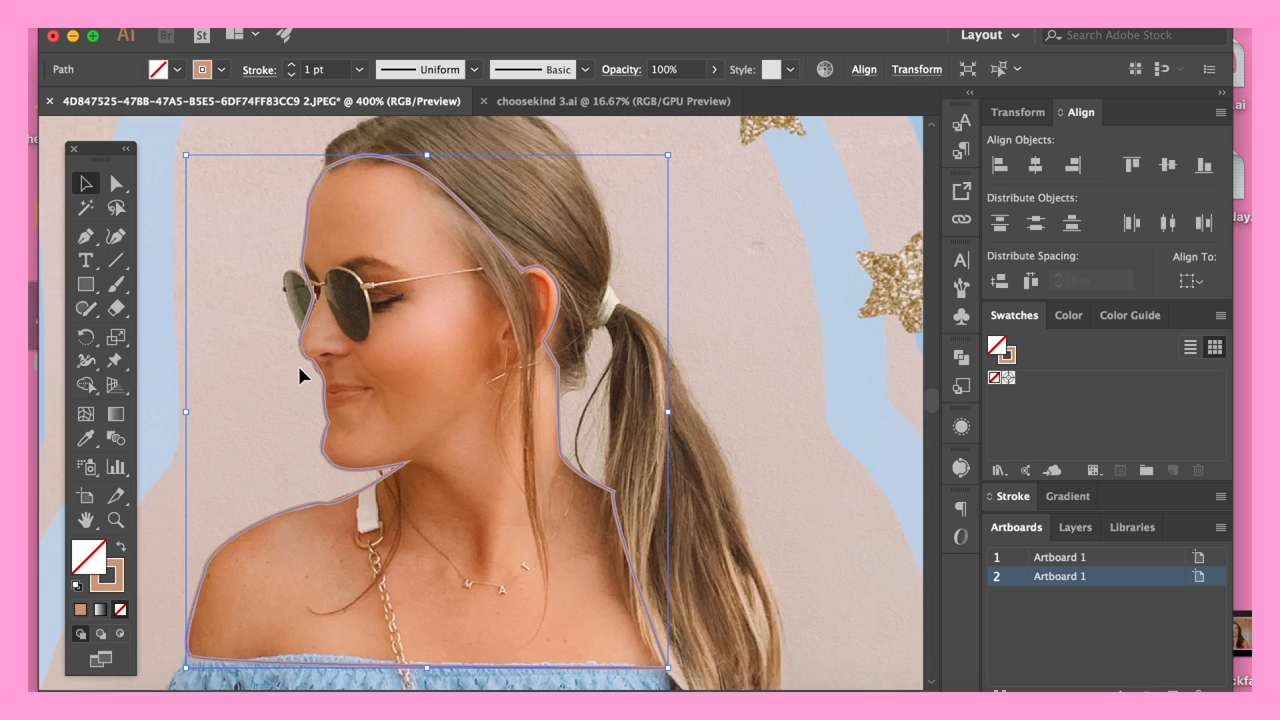 Ai Br St Layout Search Adobe Stock
Path Stroke: 1 pt Uniform Basic Opacity: 100% Style: Align Transform
4D847525-47BB-47A5-B5E5-6DF74FF83CC9 2.JPEG* @ 400% (RGB/Preview) choosekind 3.ai @ 16.67% (RGB/GPU Preview)
.ai
Transform Align
Align Objects:
Distribute Objects:
day.
Distribute Spacing: Align To:
Swatches Color Color Guide
Stroke Gradient
Artboards Layers Libraries
1 Artboard 1
2 Artboard 1